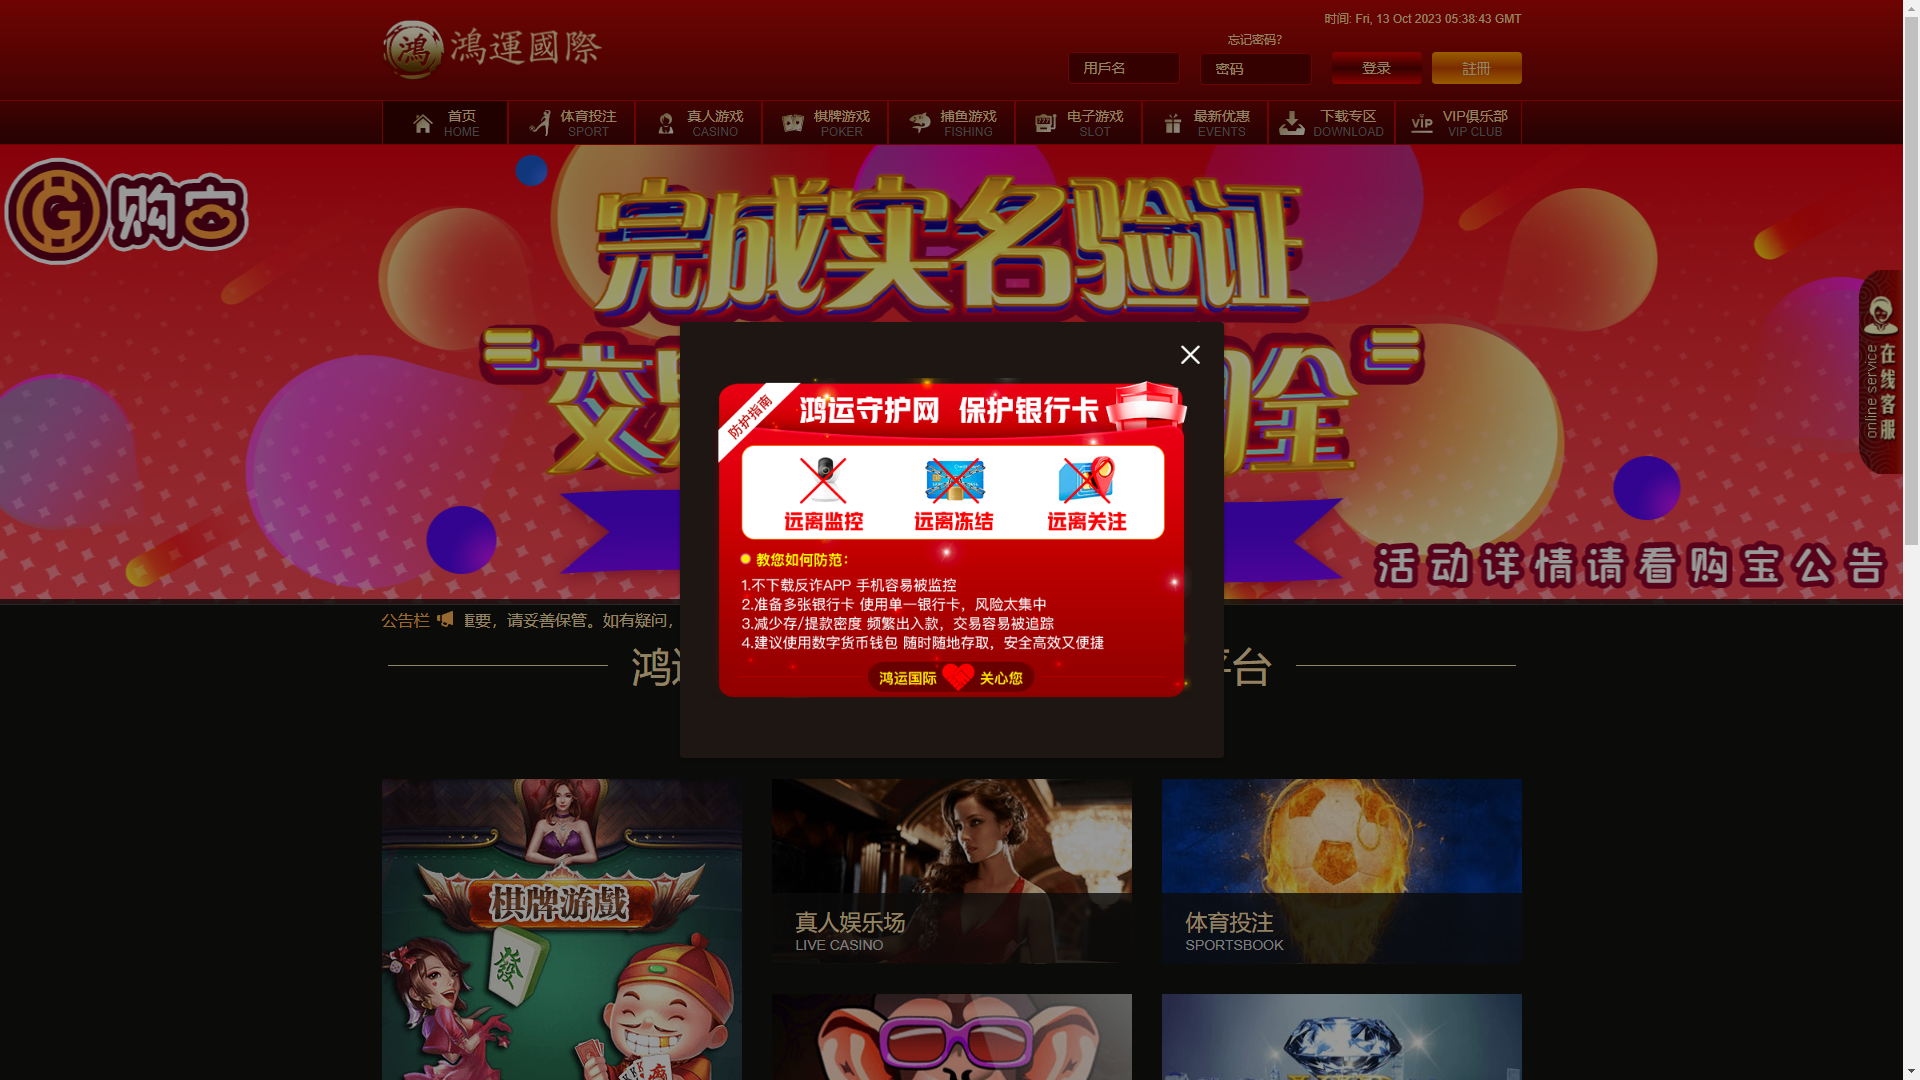 时间: Fri, 13 Oct 2023 05:38:43 GMT
鴻
鴻運國際
忘记密码?
用戶名
密码
登录
註冊
首页
HOME
体育投注
SPORT
真人游戏
CASINO
棋牌游戏
POKER
捕鱼游戏
FISHING
电子游戏
SLOT
最新优惠
EVENTS
下载专区
DOWNLOAD
VIP
VIP俱乐部
VIP CLUB
G购宝
完成实名验证
交
活动详情请看购宝公告
online service
在线客服
防护指南
鸿运守护网 保护银行卡
远离监控
远离冻结
远离关注
教您如何防范：
1.不下载反诈APP 手机容易被监控
2.准备多张银行卡 使用单一银行卡，风险太集中
3.减少存/提款密度 频繁出入款，交易容易被追踪
4.建议使用数字货币钱包 随时随地存取，安全高效又便捷
鸿运国际
关心您
公告栏
重要，请妥善保管。如有疑问，
鸿
台
棋牌游戲
發
真人娱乐场
LIVE CASINO
体育投注
SPORTSBOOK